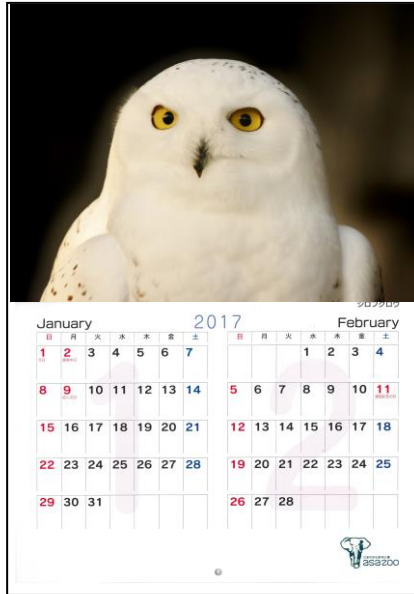 シロフクロウ
January 2017 February
日 月 火 水 木 金 土
1 2 3 4 5 6 7
8 9 10 11 12 13 14
15 16 17 18 19 20 21
22 23 24 25 26 27 28
29 30 31
日 月 火 水 木 金 土
1 2 3 4
5 6 7 8 9 10 11
12 13 14 15 16 17 18
19 20 21 22 23 24 25
26 27 28
1 2
asazoo